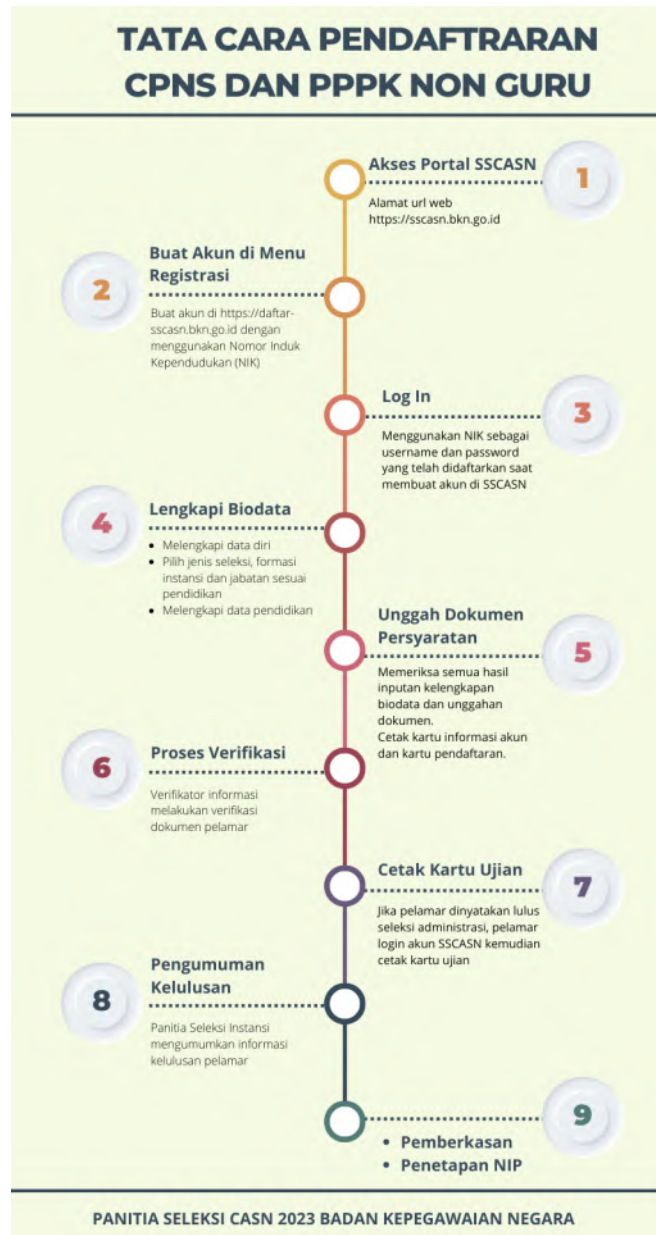 TATA CARA PENDAFTRARAN
CPNS DAN PPPK NON GURU
Akses Portal SSCASN
1
Alamat url web
https://sscasn.bkn.go.id
Buat Akun di Menu
Registrasi
2
Buat akun di https://daftar-
sscasn.bkn.go.id dengan
menggunakan Nomor Induk
Kependudukan (NIK)
Log In
3
Menggunakan NIK sebagai
username dan password
yang telah didaftarkan saat
membuat akun di SSCASN
Lengkapi Biodata
4
• Melengkapi data diri
• Pilih jenis seleksi, formasi
instansi dan jabatan sesuai
pendidikan
• Melengkapi data pendidikan
Unggah Dokumen
Persyaratan
5
Memeriksa semua hasil
inputan kelengkapan
biodata dan unggahan
dokumen.
Cetak kartu informasi akun
dan kartu pendaftaran.
Proses Verifikasi
6
Verifikator informasi
melakukan verifikasi
dokumen pelamar
Cetak Kartu Ujian
7
Jika pelamar dinyatakan lulus
seleksi administrasi, pelamar
login akun SSCASN kemudian
cetak kartu ujian
Pengumuman
Kelulusan
8
Panitia Seleksi Instansi
mengumumkan informasi
kelulusan pelamar
9
• Pemberkasan
• Penetapan NIP
PANITIA SELEKSI CASN 2023 BADAN KEPEGAWAIAN NEGARA